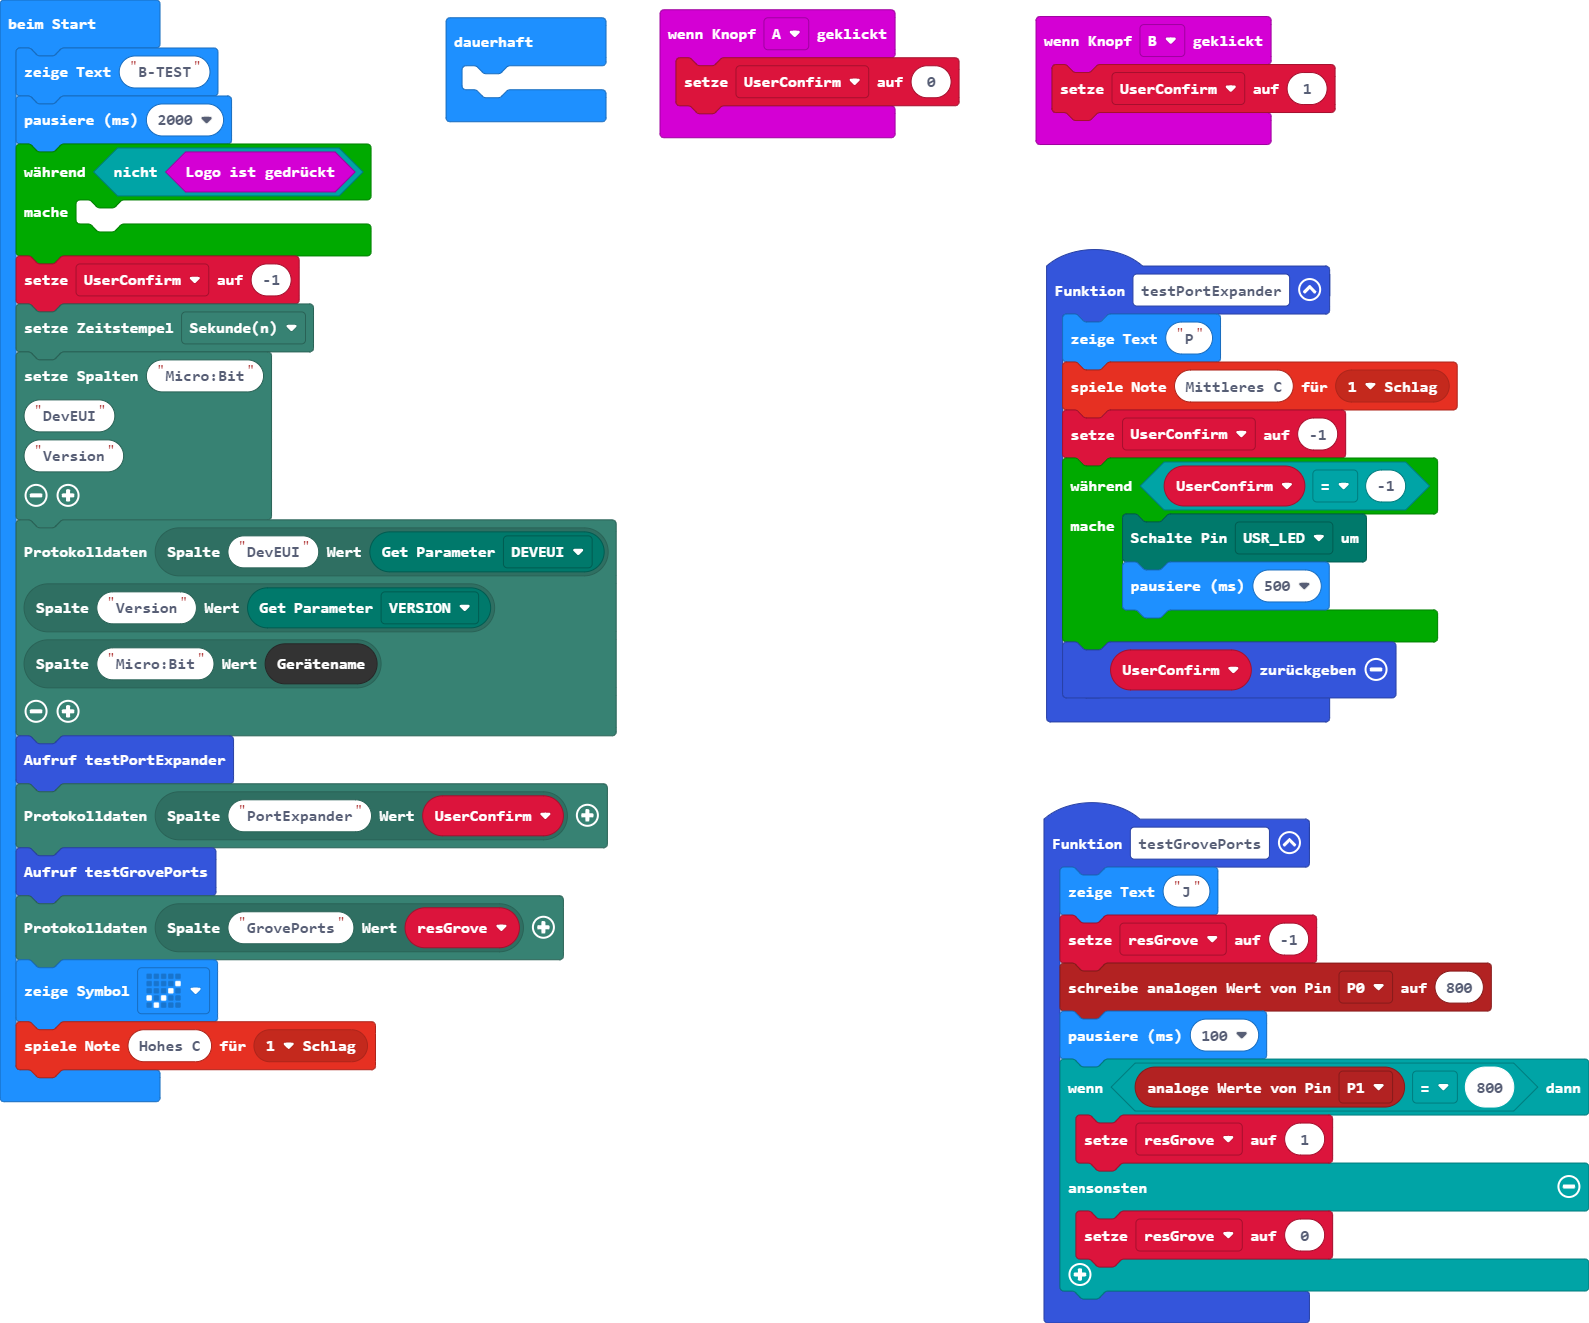 beim Start
zeige Text "B-TEST"
pausiere (ms) 2000
während nicht Logo ist gedrückt
mache
setze UserConfirm auf -1
setze Zeitstempel Sekunde(n)
setze Spalten "Micro:Bit"
"DevEUI"
"Version"
Protokolldaten Spalte "DevEUI" Wert Get Parameter DEVEUI
Spalte "Version" Wert Get Parameter VERSION
Spalte "Micro:Bit" Wert Gerätename
Aufruf testPortExpander
Protokolldaten Spalte "PortExpander" Wert UserConfirm
Aufruf testGrovePorts
Protokolldaten Spalte "GrovePorts" Wert resGrove
zeige Symbol
spiele Note Hohes C für 1 Schlag
dauerhaft
wenn Knopf A geklickt
setze UserConfirm auf 0
wenn Knopf B geklickt
setze UserConfirm auf 1
Funktion testPortExpander
zeige Text "P"
spiele Note Mittleres C für 1 Schlag
setze UserConfirm auf -1
während UserConfirm = -1
mache
Schalte Pin USR_LED um
pausiere (ms) 500
UserConfirm zurückgeben
Funktion testGrovePorts
zeige Text "J"
setze resGrove auf -1
schreibe analogen Wert von Pin P0 auf 800
pausiere (ms) 100
wenn analoge Werte von Pin P1 = 800 dann
setze resGrove auf 1
ansonsten
setze resGrove auf 0